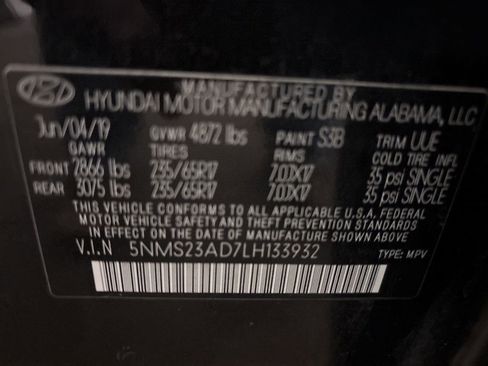 MANUFACTURED BY
HYUNDAI MOTOR MANUFACTURING ALABAMA, LLC
Jun/04/19 GVWR 4872 lbs PAINT S3B TRIM UUE
GAWR TIRES RIMS COLD TIRE INFL
FRONT 2866 lbs 235/65R17 7.0JX17 35 psi SINGLE
REAR 3075 lbs 235/65R17 7.0JX17 35 psi SINGLE
THIS VEHICLE CONFORMS TO ALL APPLICABLE U.S.A. FEDERAL
MOTOR VEHICLE SAFETY AND THEFT PREVENTION STANDARDS
IN EFFECT ON THE DATE OF MANUFACTURE SHOWN ABOVE.
V.I.N 5NMS23AD7LH133932 TYPE: MPV